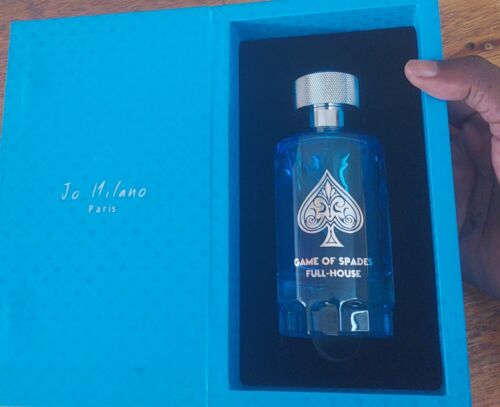 Jo Milano
Paris
GAME OF SPADES
FULL-HOUSE